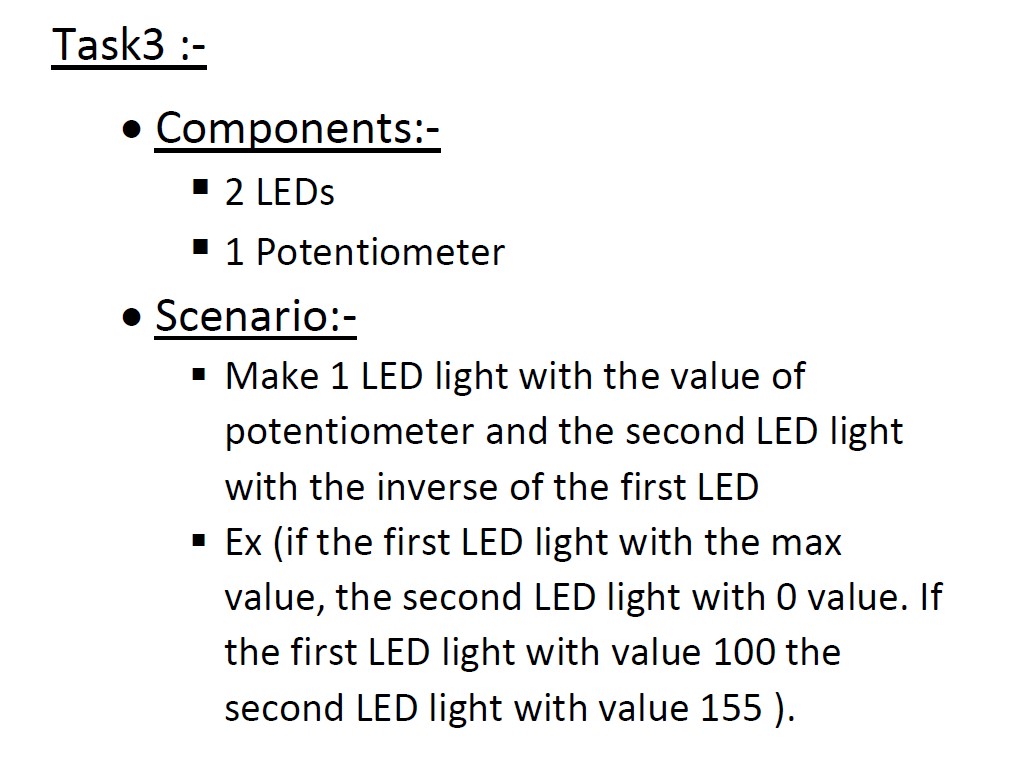 Task3 :-
• Components:-
▪ 2 LEDs
▪ 1 Potentiometer
• Scenario:-
▪ Make 1 LED light with the value of
potentiometer and the second LED light
with the inverse of the first LED
▪ Ex (if the first LED light with the max
value, the second LED light with 0 value. If
the first LED light with value 100 the
second LED light with value 155 ).